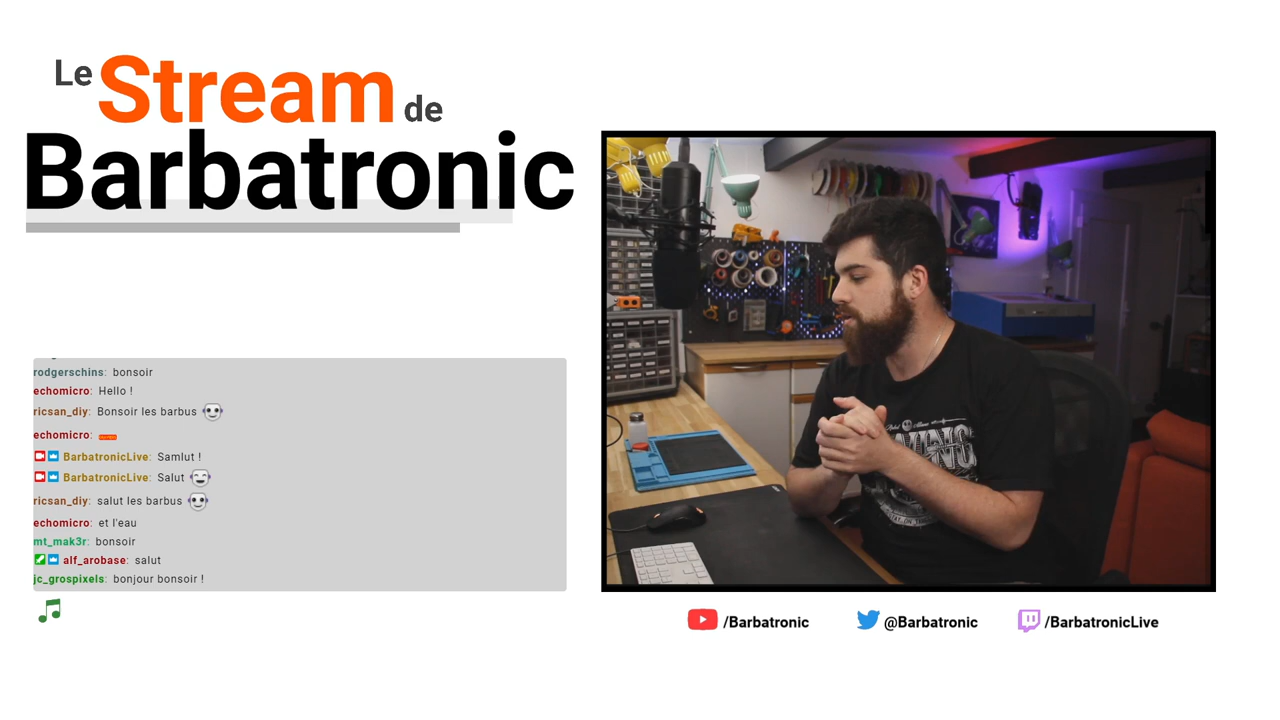 Le Stream de
Barbatronic
rodgerschins: bonsoir
echomicro: Hello !
ricsan_diy: Bonsoir les barbus
echomicro:
BarbatronicLive: Samlut !
BarbatronicLive: Salut
ricsan_diy: salut les barbus
echomicro: et l'eau
mt_mak3r: bonsoir
alf_arobase: salut
jc_grospixels: bonjour bonsoir !
/Barbatronic
@Barbatronic
/BarbatronicLive